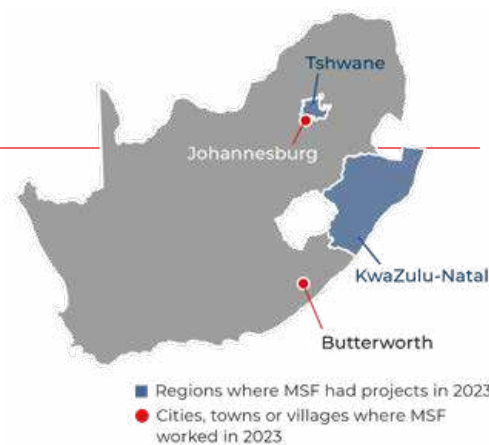 Tshwane
Johannesburg
KwaZulu-Natal
Butterworth
Regions where MSF had projects in 2023
Cities, towns or villages where MSF
worked in 2023